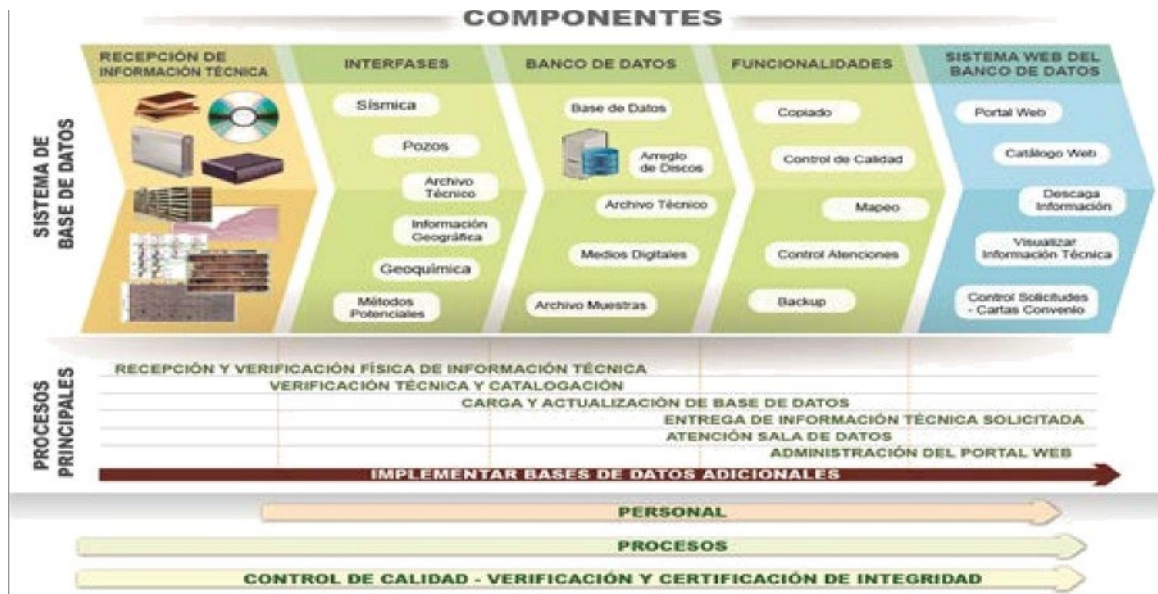 COMPONENTES
SISTEMA DE
BASE DE DATOS
RECEPCIÓN DE
INFORMACIÓN TÉCNICA
INTERFASES
Sísmica
Pozos
Archivo
Técnico
Información
Geográfica
Geoquímica
Métodos
Potenciales
BANCO DE DATOS
Base de Datos
Arreglo
de Discos
Archivo Técnico
Medios Digitales
Archivo Muestras
FUNCIONALIDADES
Copiado
Control de Calidad
Mapeo
Control Atenciones
Backup
SISTEMA WEB DEL
BANCO DE DATOS
Portal Web
Catálogo Web
Descaga
Información
Visualizar
Información Técnica
Control Solicitudes
- Cartas Convenio
PROCESOS
PRINCIPALES
RECEPCIÓN Y VERIFICACIÓN FÍSICA DE INFORMACIÓN TÉCNICA
VERIFICACIÓN TÉCNICA Y CATALOGACIÓN
CARGA Y ACTUALIZACIÓN DE BASE DE DATOS
ENTREGA DE INFORMACIÓN TÉCNICA SOLICITADA
ATENCIÓN SALA DE DATOS
ADMINISTRACIÓN DEL PORTAL WEB
IMPLEMENTAR BASES DE DATOS ADICIONALES
PERSONAL
PROCESOS
CONTROL DE CALIDAD - VERIFICACIÓN Y CERTIFICACIÓN DE INTEGRIDAD